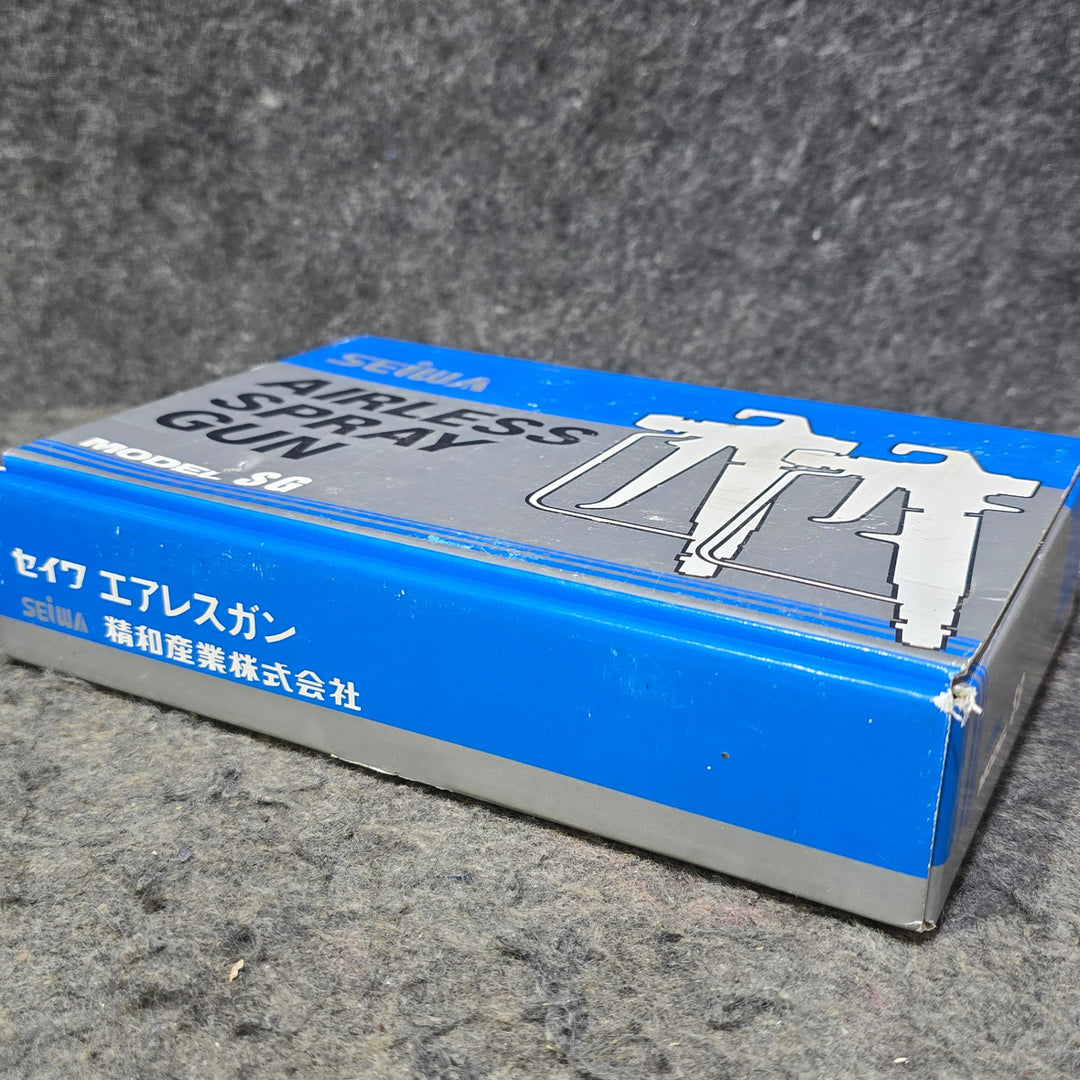 SEiWA
AIRLESS
SPRAY
GUN
MODEL SG
セイワ エアレスガン
SEiWA 精和産業株式会社